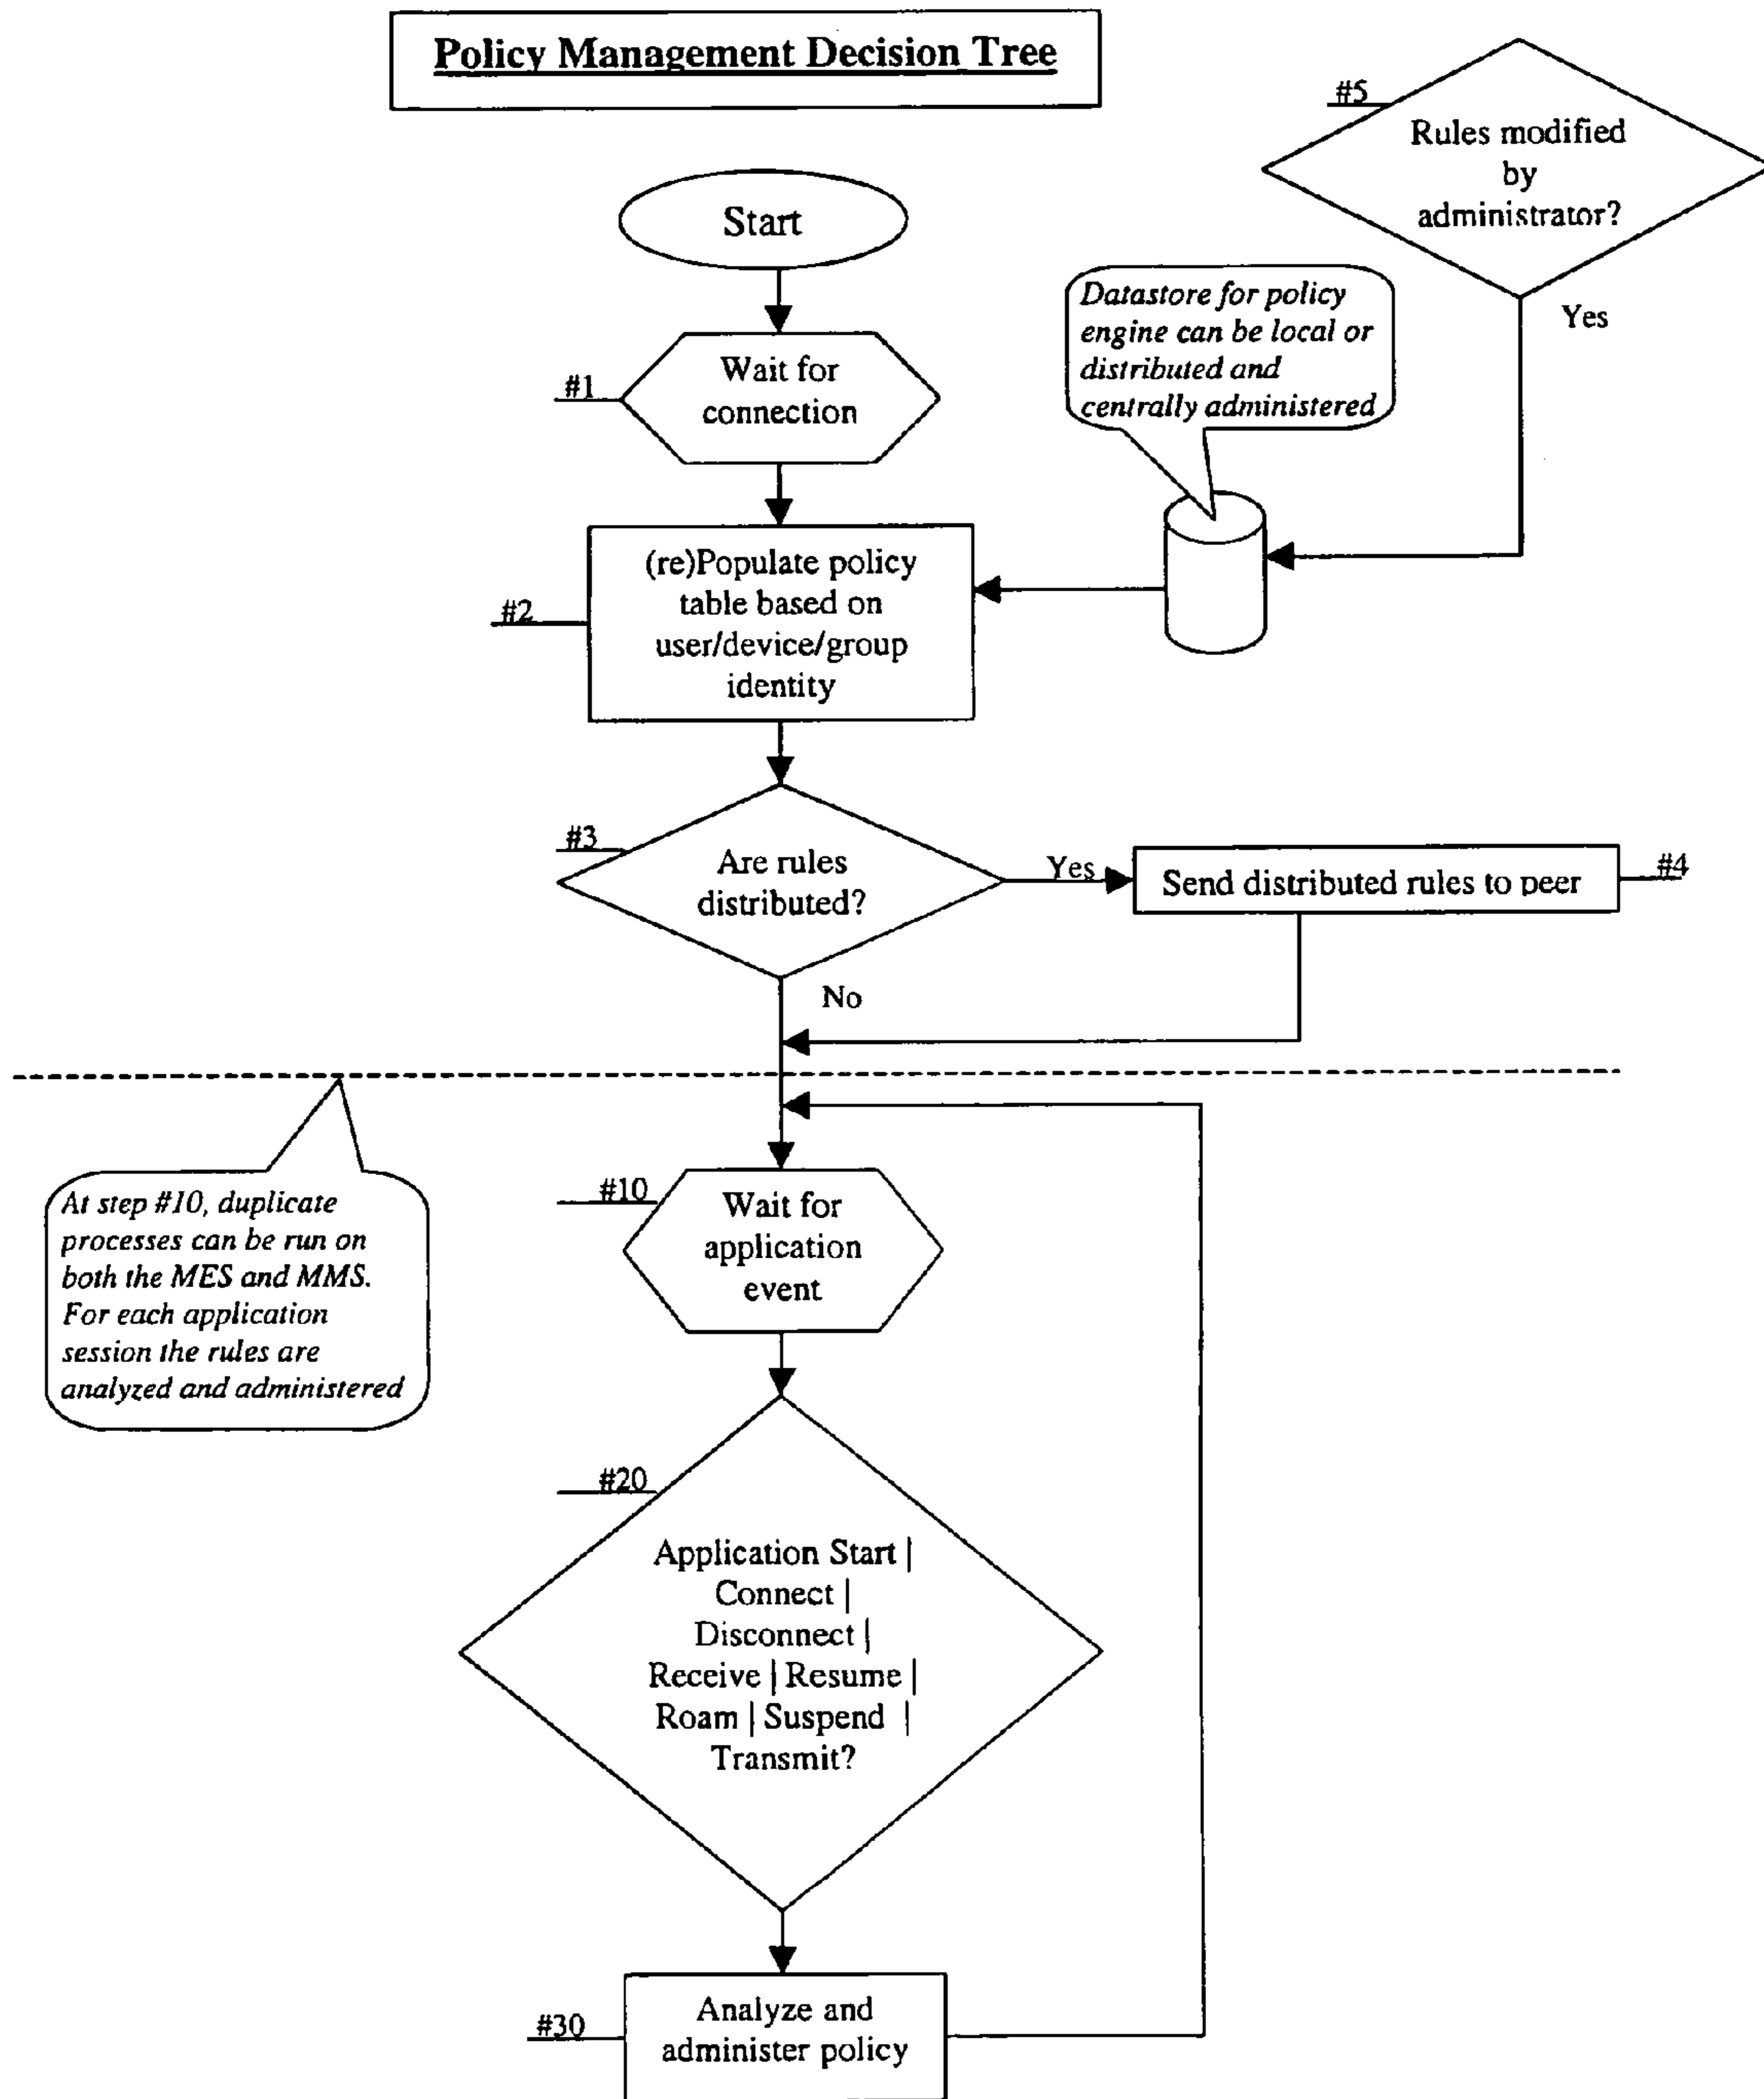 Policy Management Decision Tree
#5
Rules modified
by
administrator?
Yes
Start
Datastore for policy
engine can be local or
distributed and
centrally administered
#1
Wait for
connection
#2
(re)Populate policy
table based on
user/device/group
identity
#3
Are rules
distributed?
Yes
Send distributed rules to peer
#4
No
At step #10, duplicate
processes can be run on
both the MES and MMS.
For each application
session the rules are
analyzed and administered
#10
Wait for
application
event
#20
Application Start |
Connect |
Disconnect |
Receive | Resume |
Roam | Suspend |
Transmit?
#30
Analyze and
administer policy